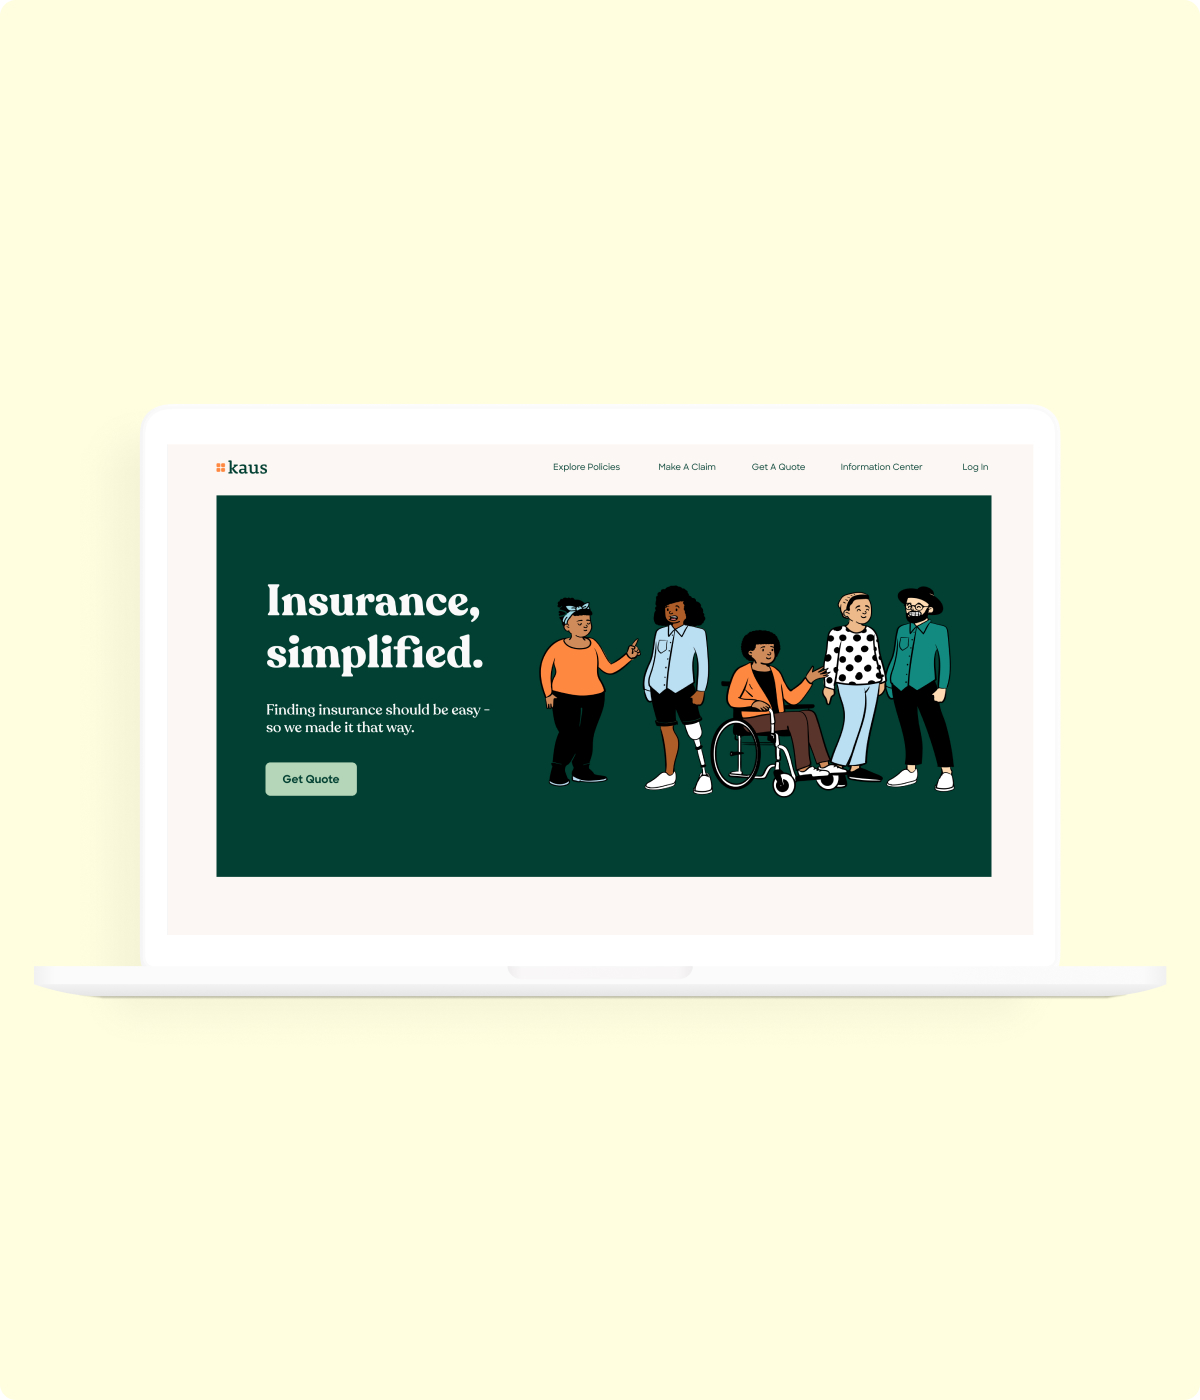 kaus
Explore Policies
Make A Claim
Get A Quote
Information Center
Log In
Insurance,
simplified.
Finding insurance should be easy -
so we made it that way.
Get Quote